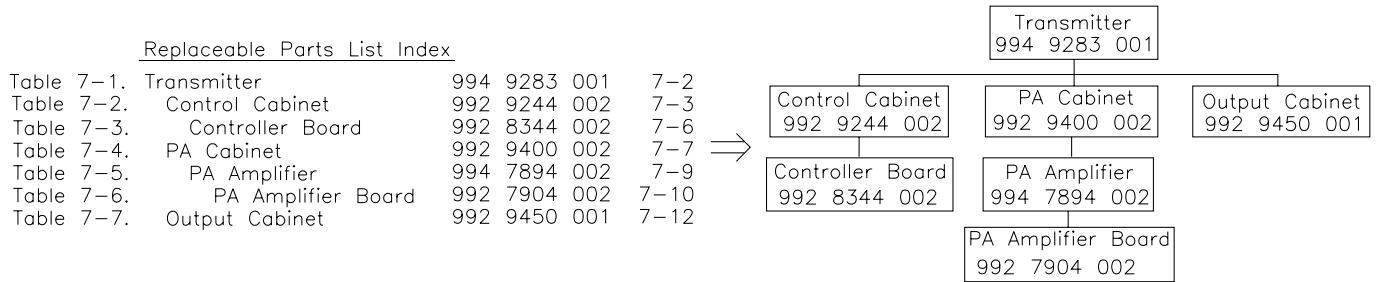 Replaceable Parts List Index
Table 7-1. Transmitter 994 9283 001 7-2
Table 7-2. Control Cabinet 992 9244 002 7-3
Table 7-3. Controller Board 992 8344 002 7-6
Table 7-4. PA Cabinet 992 9400 002 7-7
Table 7-5. PA Amplifier 994 7894 002 7-9
Table 7-6. PA Amplifier Board 992 7904 002 7-10
Table 7-7. Output Cabinet 992 9450 001 7-12
Transmitter
994 9283 001
Control Cabinet
992 9244 002
PA Cabinet
992 9400 002
Output Cabinet
992 9450 001
Controller Board
992 8344 002
PA Amplifier
994 7894 002
PA Amplifier Board
992 7904 002